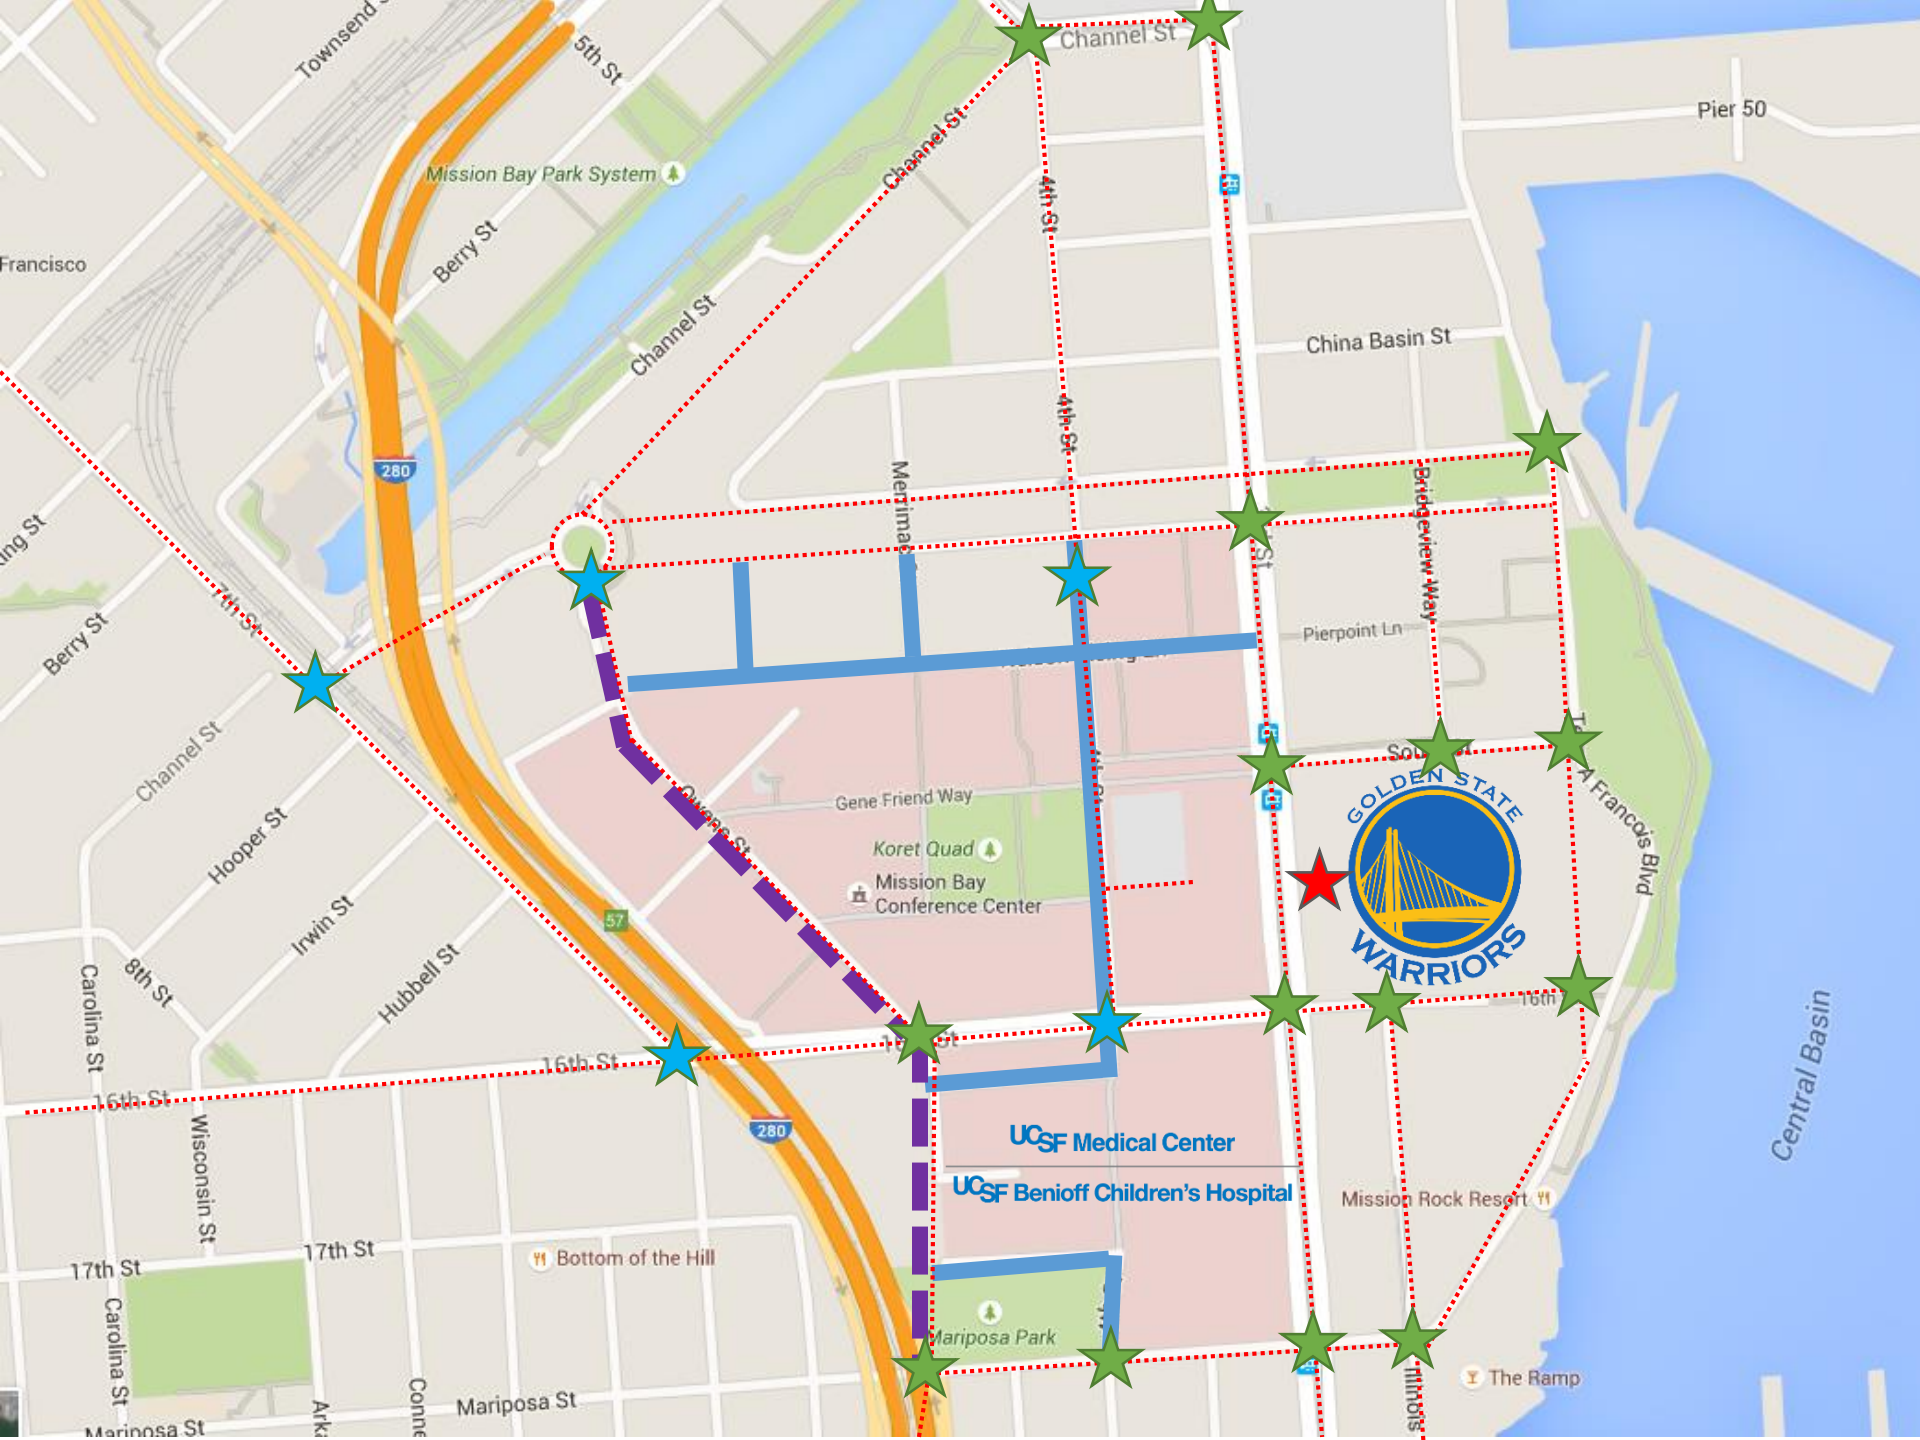 Townsend
5th St
Channel St
Pier 50
Channel St
Mission Bay Park System
4th St
Berry St
Francisco
Channel St
China Basin St
4th St
280
Merrimac
Bridgeview Way
St
7th St
Berry St
Pierpoint Ln
Channel St
Owens St
Gene Friend Way
GOLDEN STATE
WARRIORS
A Francois Blvd
Hooper St
Koret Quad
Mission Bay
Conference Center
57
Irwin St
Hubbell St
8th St
Carolina St
16th
16th St
16th St
Central Basin
280
Wisconsin St
UCSF Medical Center
UCSF Benioff Children's Hospital
Mission Rock Resort
17th St
17th St
Bottom of the Hill
Mariposa Park
Carolina St
The Ramp
Illinois
Mariposa St
Mariposa St
Conne
Arka